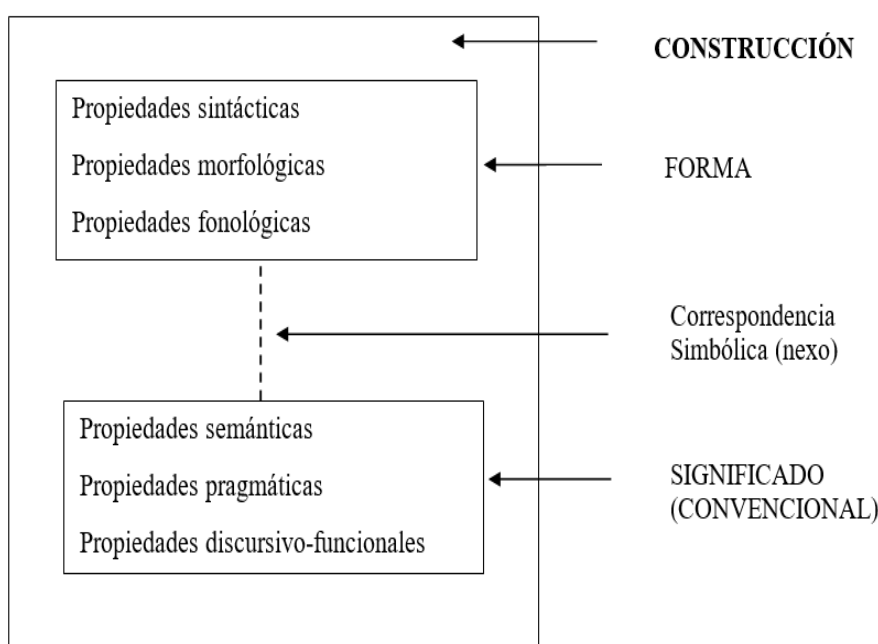 CONSTRUCCIÓN
Propiedades sintácticas
Propiedades morfológicas
Propiedades fonológicas
FORMA
Correspondencia
Simbólica (nexo)
Propiedades semánticas
Propiedades pragmáticas
Propiedades discursivo-funcionales
SIGNIFICADO
(CONVENCIONAL)